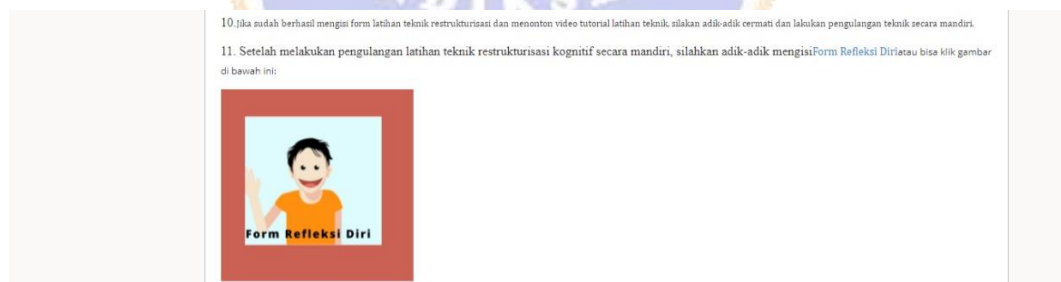 10.Jika sudah berhasil mengisi form latihan teknik restrukturisasi dan menonton video tutorial latihan teknik, silakan adik-adik cermati dan lakukan pengulangan teknik secara mandiri.
11. Setelah melakukan pengulangan latihan teknik restrukturisasi kognitif secara mandiri, silahkan adik-adik mengisiForm Refleksi Diriatau bisa klik gambar
di bawah ini:
Form Refleksi Diri